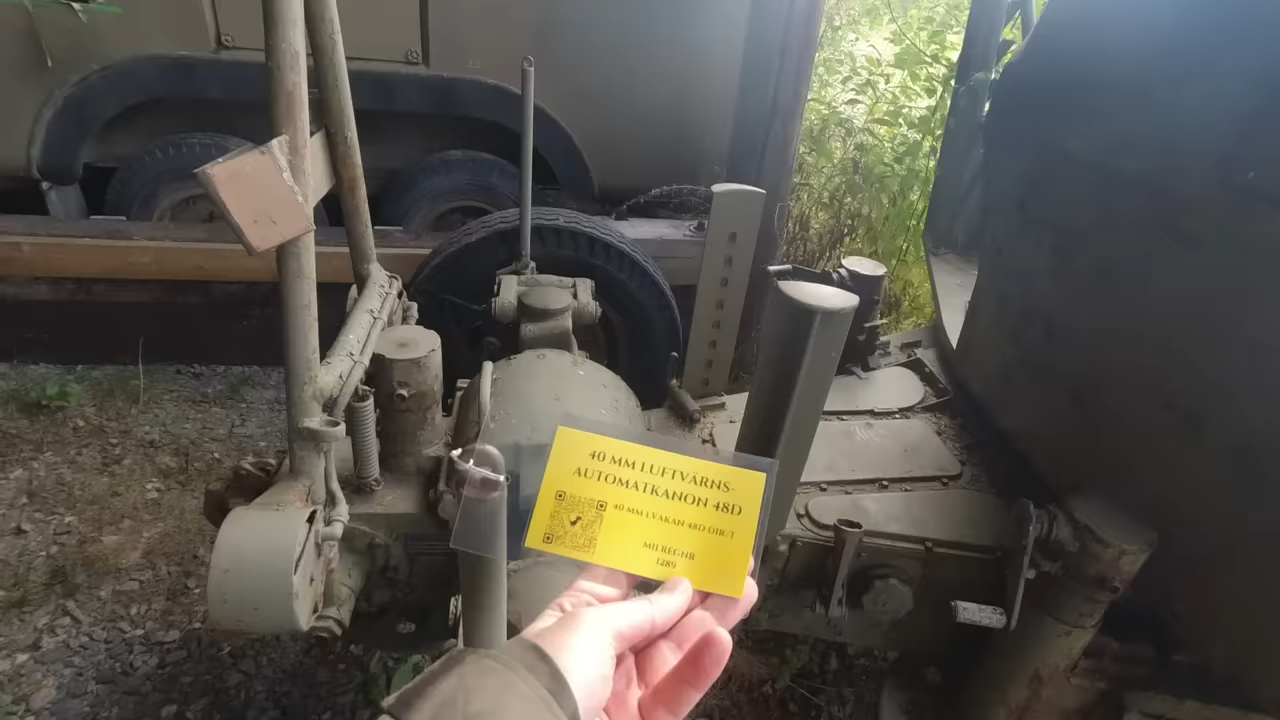 40 MM LUFTVÄRNS-
AUTOMATKANON 48D
40 MM LVAKAN 48D DIR/T
MILREGNR
1289